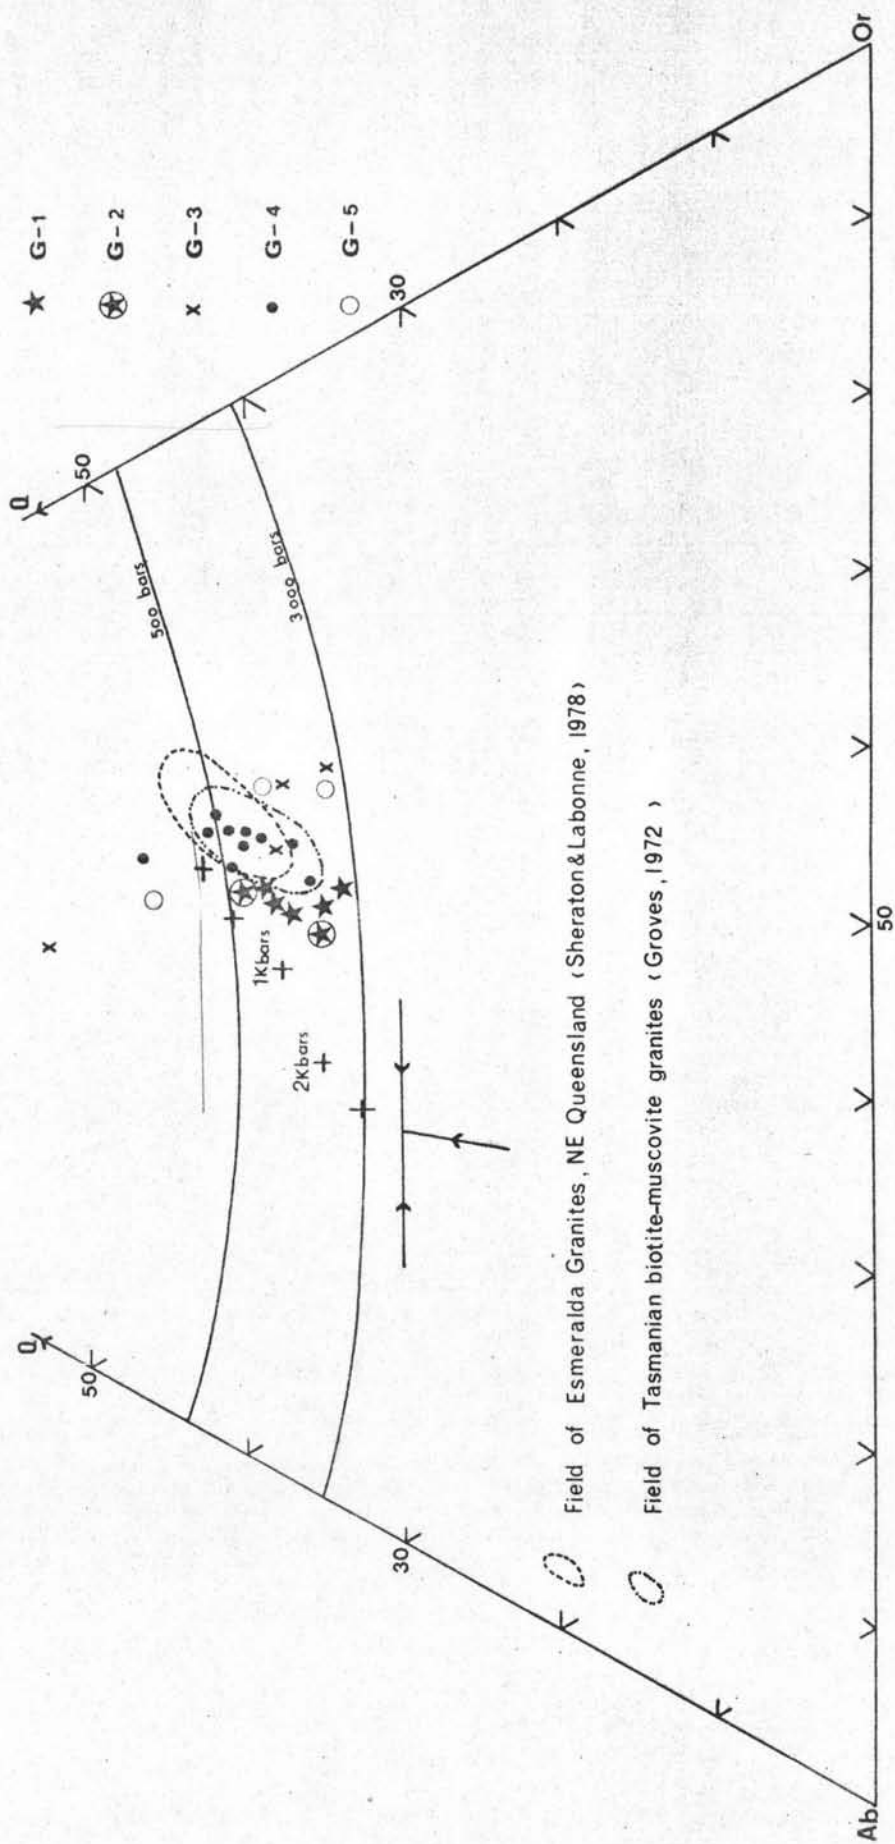 Q
50
Q
50
★ G-1
G-2
x G-3
● G-4
○ G-5
500 bars
3000 bars
1Kbars
2Kbars
30
30
Field of Esmeralda Granites, NE Queensland (Sheraton & Labonne, 1978)
Field of Tasmanian biotite-muscovite granites (Groves, 1972)
Ab
50
Or